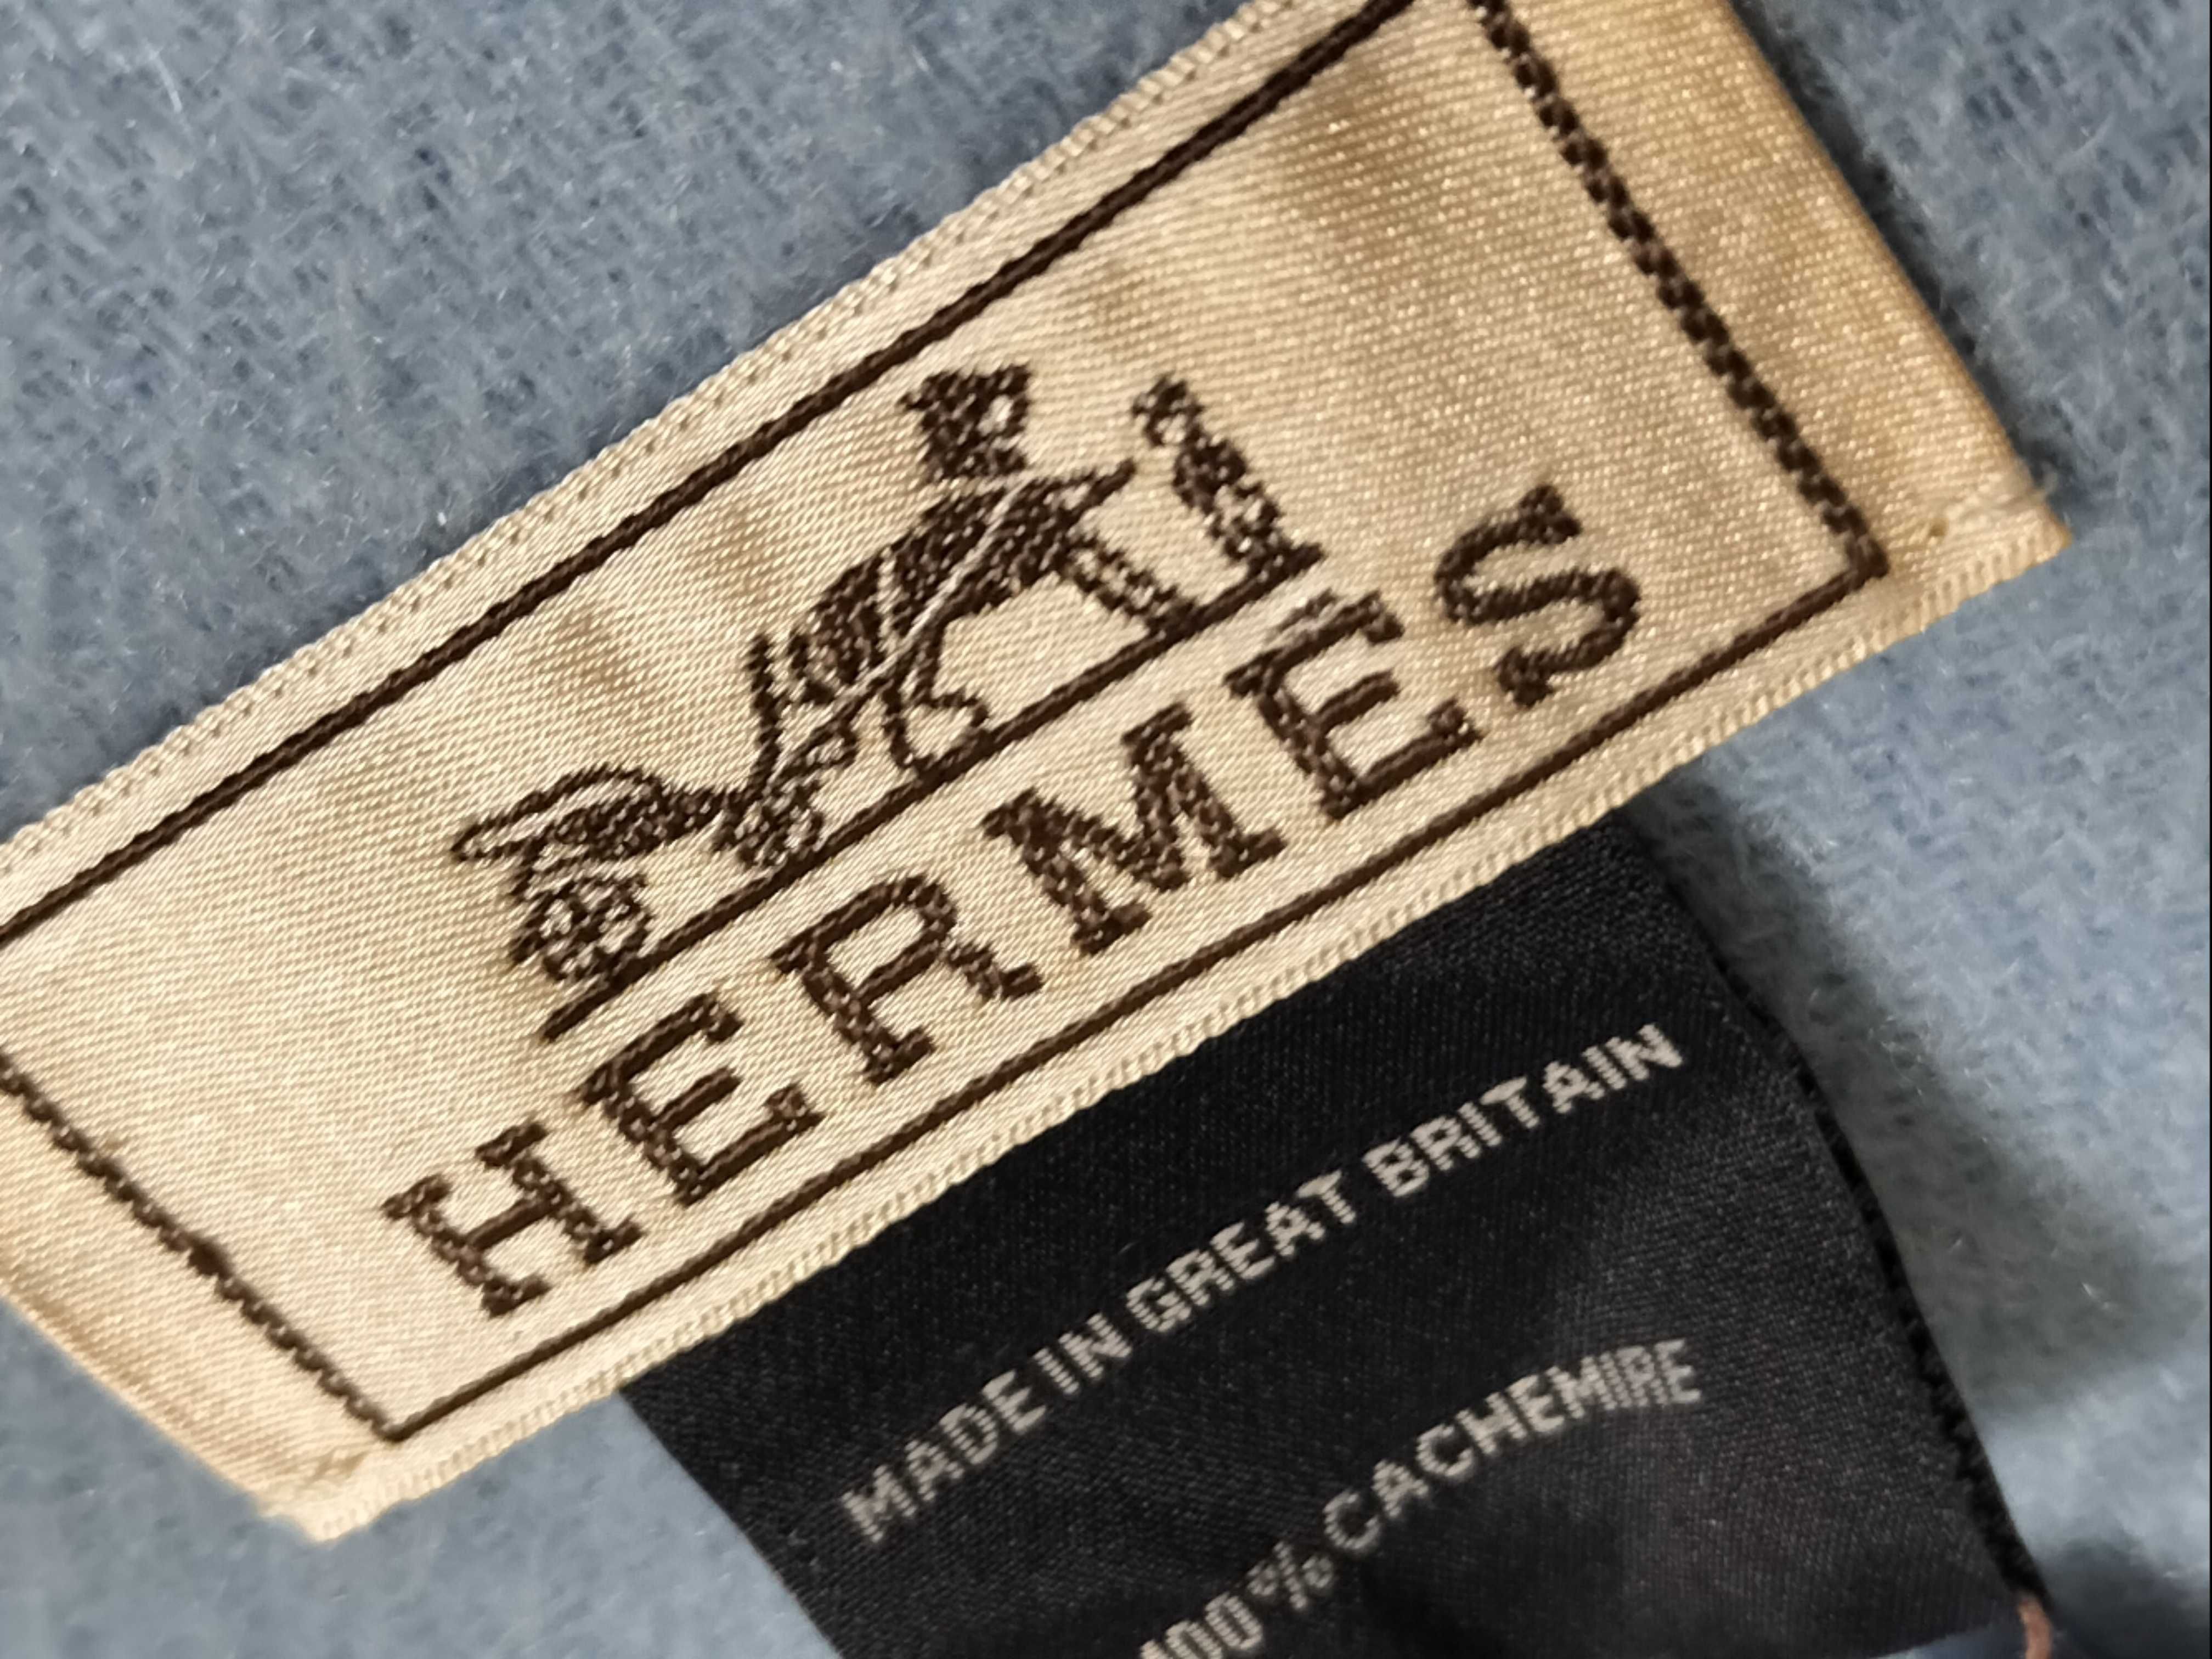 HERMES
MADE IN GREAT BRITAIN
100% CACHEMIRE